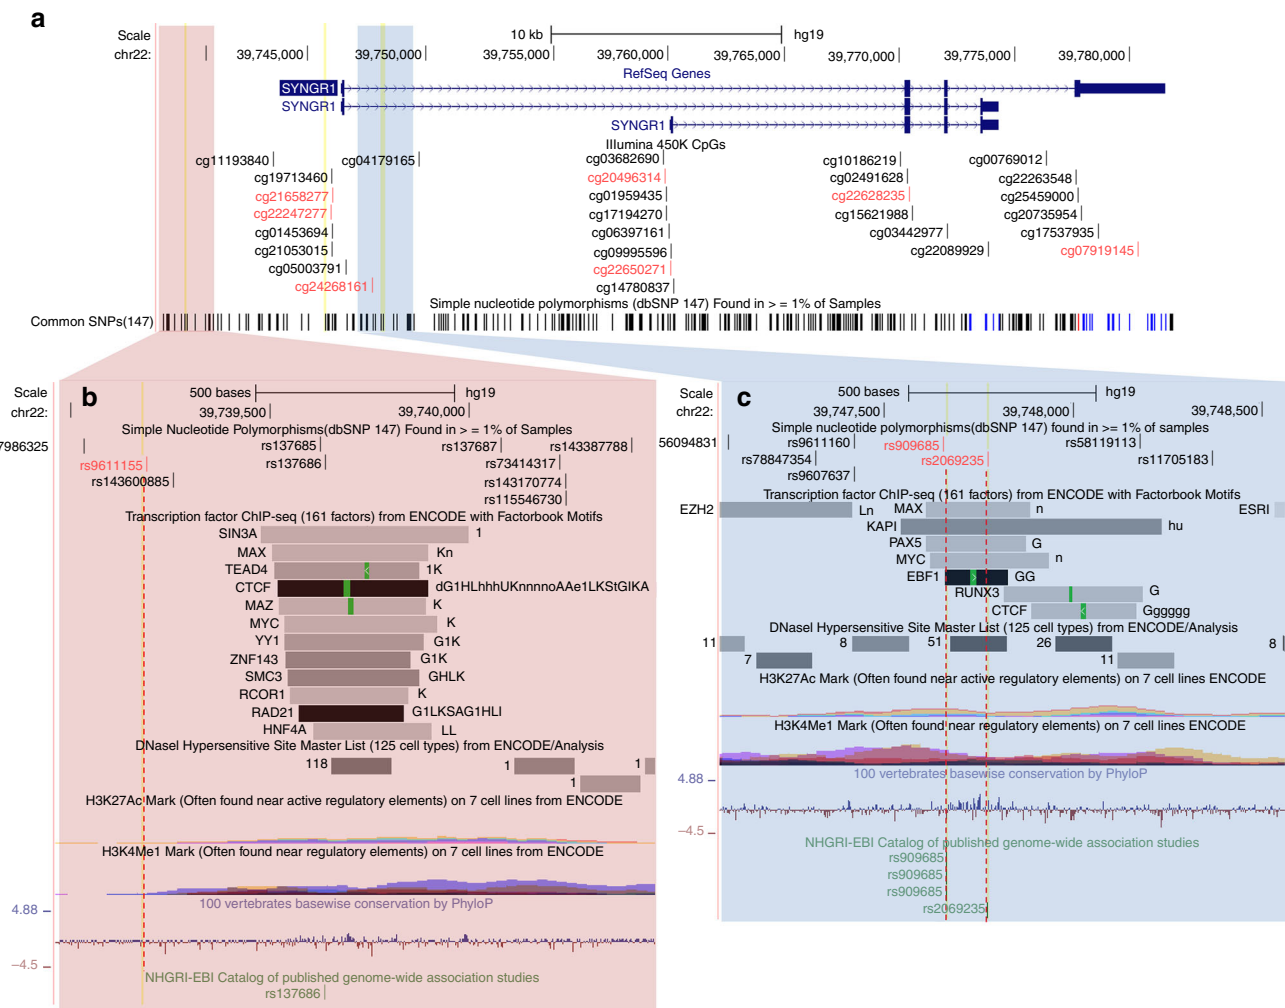 a
Scale 10 kb hg19
chr22: 39,745,000 39,750,000 39,755,000 39,760,000 39,765,000 39,770,000 39,775,000 39,780,000
RefSeq Genes
SYNGR1
SYNGR1
SYNGR1
Illumina 450K CpGs
cg11193840 cg04179165 cg03682690 cg10186219 cg00769012
cg19713460 cg20496314 cg02491628 cg22263548
cg21658277 cg01959435 cg22628235 cg25459000
cg22247277 cg17194270 cg15621988 cg20735954
cg01453694 cg06397161 cg03442977 cg17537935
cg21053015 cg09995596 cg22089929 cg07919145
cg05003791 cg22650271
cg24268161 cg14780837
Simple nucleotide polymorphisms (dbSNP 147) Found in > = 1% of Samples
Common SNPs(147)
b
Scale 500 bases hg19
chr22: 39,739,500 39,740,000
Simple Nucleotide Polymorphisms(dbSNP 147) Found in > = 1% of Samples
7986325 rs137685 rs137687 rs143387788
rs9611155 rs137686 rs73414317
rs143600885 rs143170774
rs115546730
Transcription factor ChIP-seq (161 factors) from ENCODE with Factorbook Motifs
SIN3A 1
MAX Kn
TEAD4 1K
CTCF dG1HLhhhUKnnnnoAAe1LKStGIKA
MAZ K
MYC K
YY1 G1K
ZNF143 G1K
SMC3 GHLK
RCOR1 K
RAD21 G1LKSAG1HLI
HNF4A LL
DNaseI Hypersensitive Site Master List (125 cell types) from ENCODE/Analysis
118 1 1
1
H3K27Ac Mark (Often found near active regulatory elements) on 7 cell lines from ENCODE
H3K4Me1 Mark (Often found near regulatory elements) on 7 cell lines from ENCODE
100 vertebrates basewise conservation by PhyloP
4.88
−4.5
NHGRI-EBI Catalog of published genome-wide association studies
rs137686
c
Scale 500 bases hg19
chr22: 39,747,500 39,748,000 39,748,500
Simple nucleotide polymorphisms(dbSNP 147) found in >= 1% of samples
56094831 rs9611160 rs909685 rs58119113
rs78847354 rs2069235 rs11705183
rs9607637
Transcription factor ChIP-seq (161 factors) from ENCODE with Factorbook Motifs
EZH2 Ln MAX n ESRI
KAPI hu
PAX5 G
MYC n
EBF1 GG
RUNX3 G
CTCF Gggggg
DNaseI Hypersensitive Site Master List (125 cell types) from ENCODE/Analysis
11 8 51 26 8
7 11
H3K27Ac Mark (Often found near active regulatory elements) on 7 cell lines ENCODE
H3K4Me1 Mark (Often found near regulatory elements) on 7 cell lines ENCODE
100 vertebrates basewise conservation by PhyloP
4.88
−4.5
NHGRI-EBI Catalog of published genome-wide association studies
rs909685
rs909685
rs909685
rs2069235